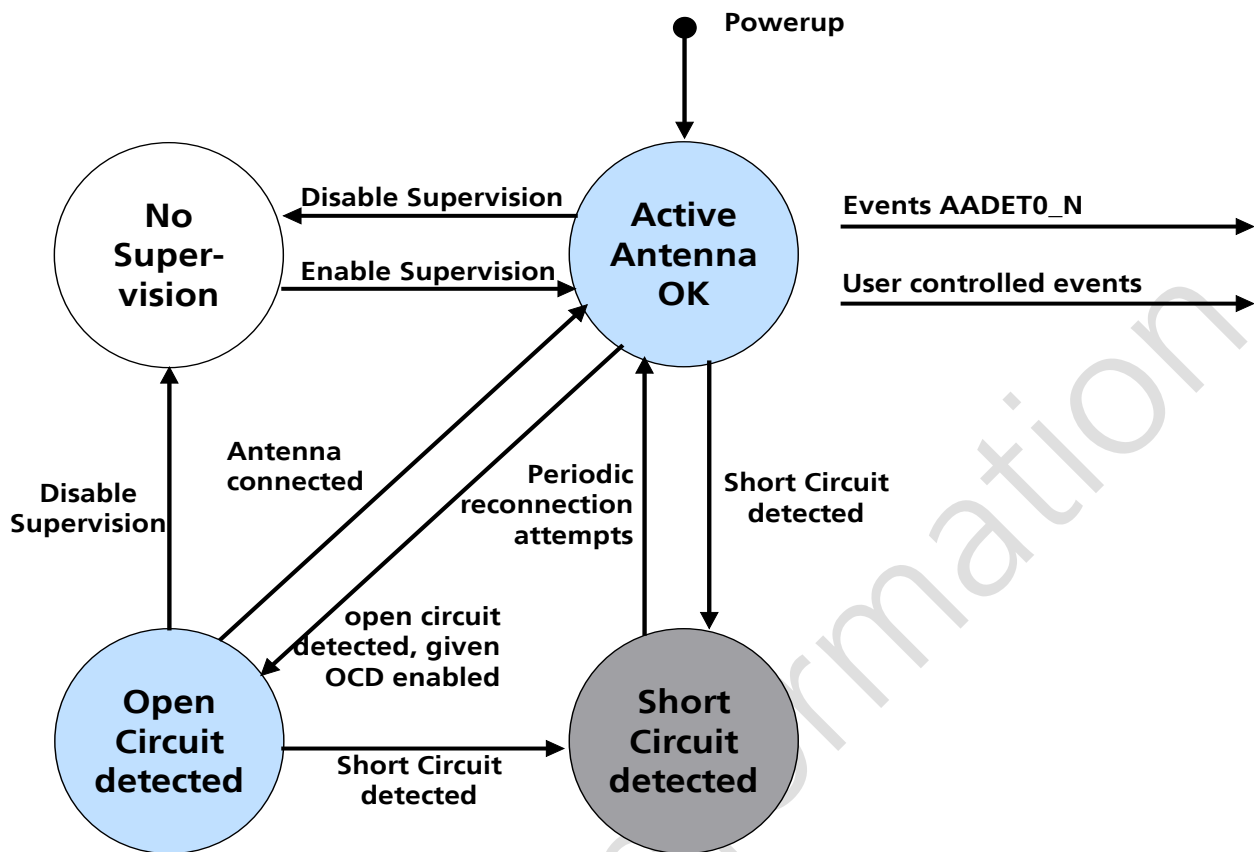 Powerup
No
Super-
vision
Disable Supervision
Enable Supervision
Active
Antenna
OK
Events AADET0_N
User controlled events
Disable
Supervision
Antenna
connected
Periodic
reconnection
attempts
Short Circuit
detected
open circuit
detected, given
OCD enabled
Open
Circuit
detected
Short Circuit
detected
Short
Circuit
detected